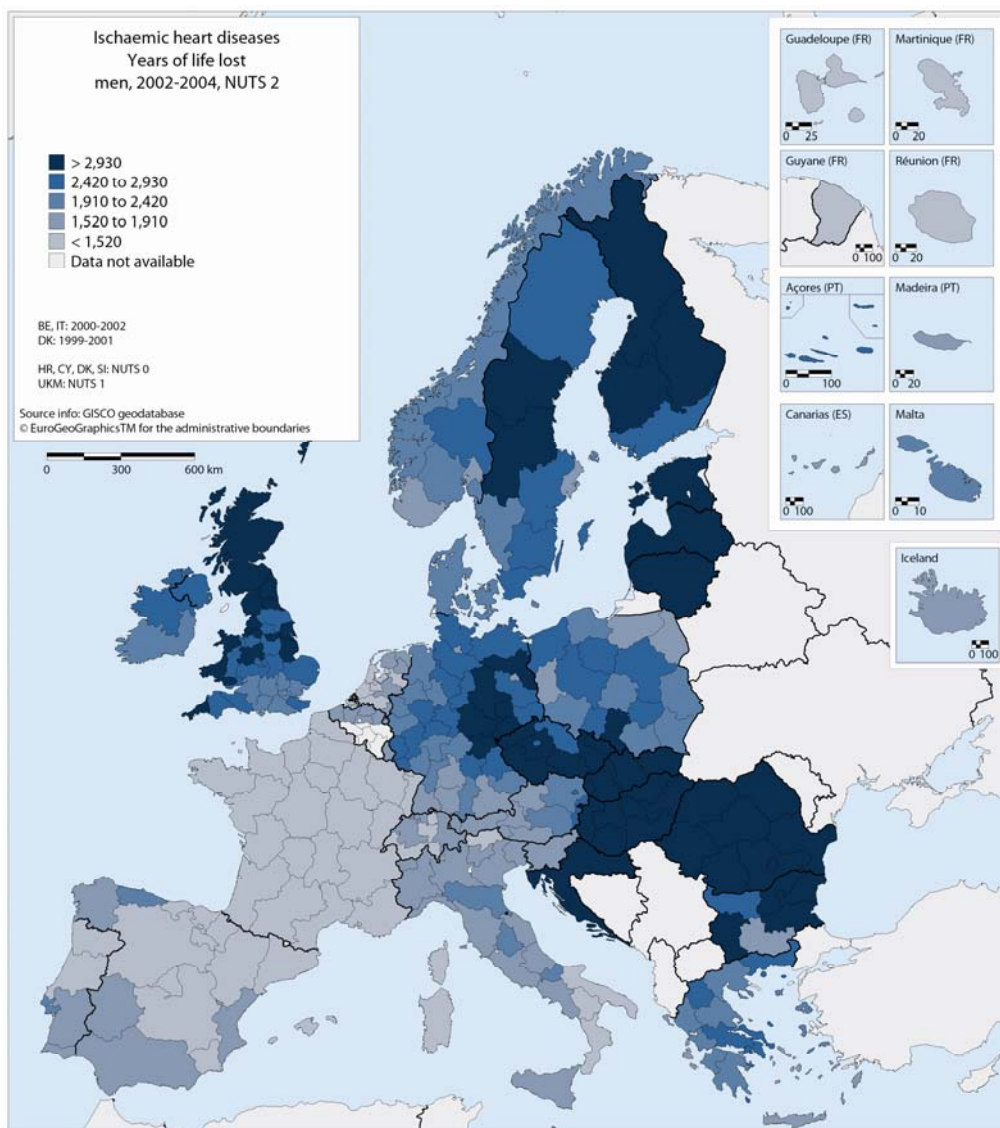 Ischaemic heart diseases
Years of life lost
men, 2002-2004, NUTS 2
> 2,930
2,420 to 2,930
1,910 to 2,420
1,520 to 1,910
< 1,520
Data not available
BE, IT: 2000-2002
DK: 1999-2001
HR, CY, DK, SI: NUTS 0
UKM: NUTS 1
Source info: GISCO geodatabase
© EuroGeoGraphicsTM for the administrative boundaries
0 300 600 km
Guadeloupe (FR)
0 25
Martinique (FR)
0 20
Guyane (FR)
0 100
Réunion (FR)
0 20
Açores (PT)
0 100
Madeira (PT)
0 20
Canarias (ES)
0 100
Malta
0 10
Iceland
0 100